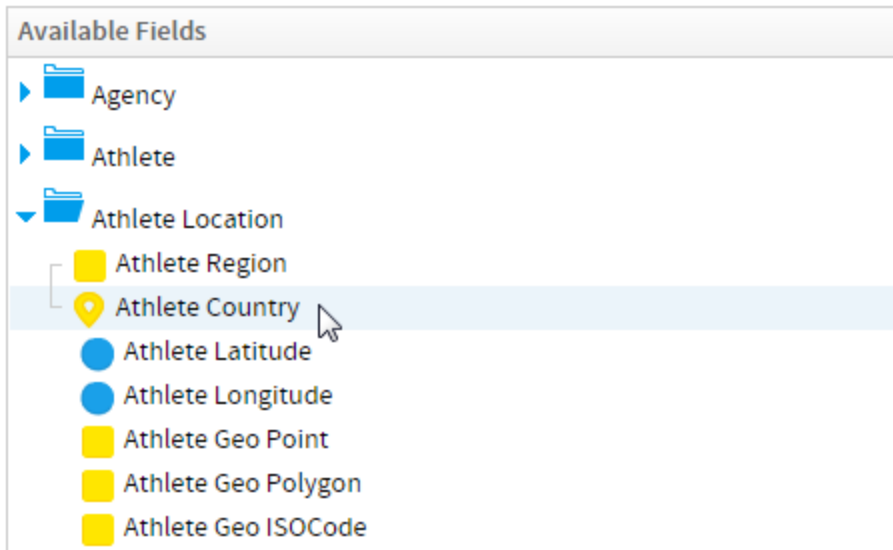 Available Fields
Agency
Athlete
Athlete Location
Athlete Region
Athlete Country
Athlete Latitude
Athlete Longitude
Athlete Geo Point
Athlete Geo Polygon
Athlete Geo ISOCode